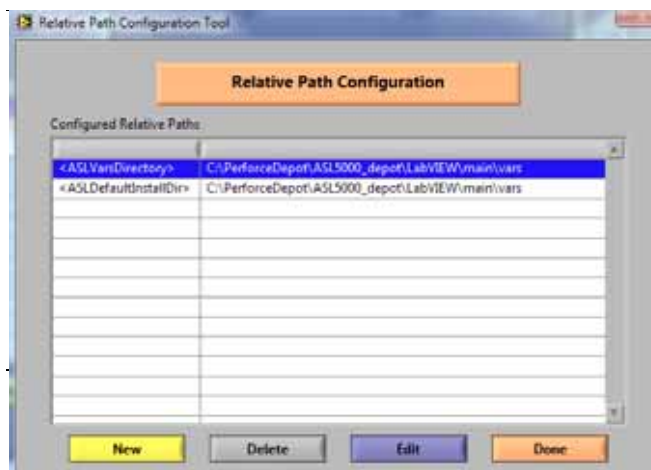 Relative Path Configuration Tool
Relative Path Configuration
Configured Relative Paths
<ASLVarsDirectory> C:\PerforceDepot\ASL5000_depot\LabVIEW\main\vars
<ASLDefaultInstallDir> C:\PerforceDepot\ASL5000_depot\LabVIEW\main\vars
New Delete Edit Done